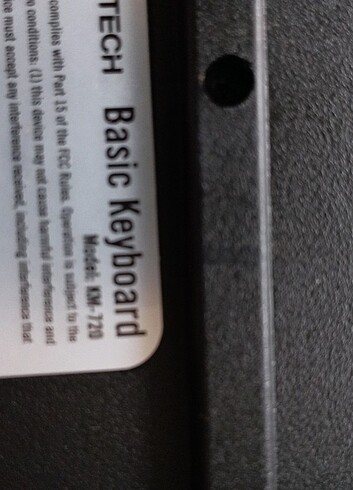 TECH Basic Keyboard
Model: KM-720
complies with Part 15 of the FCC Rules. Operation is subject to the
conditions: (1) this device may not cause harmful interference and
must accept any interference received, including interference that